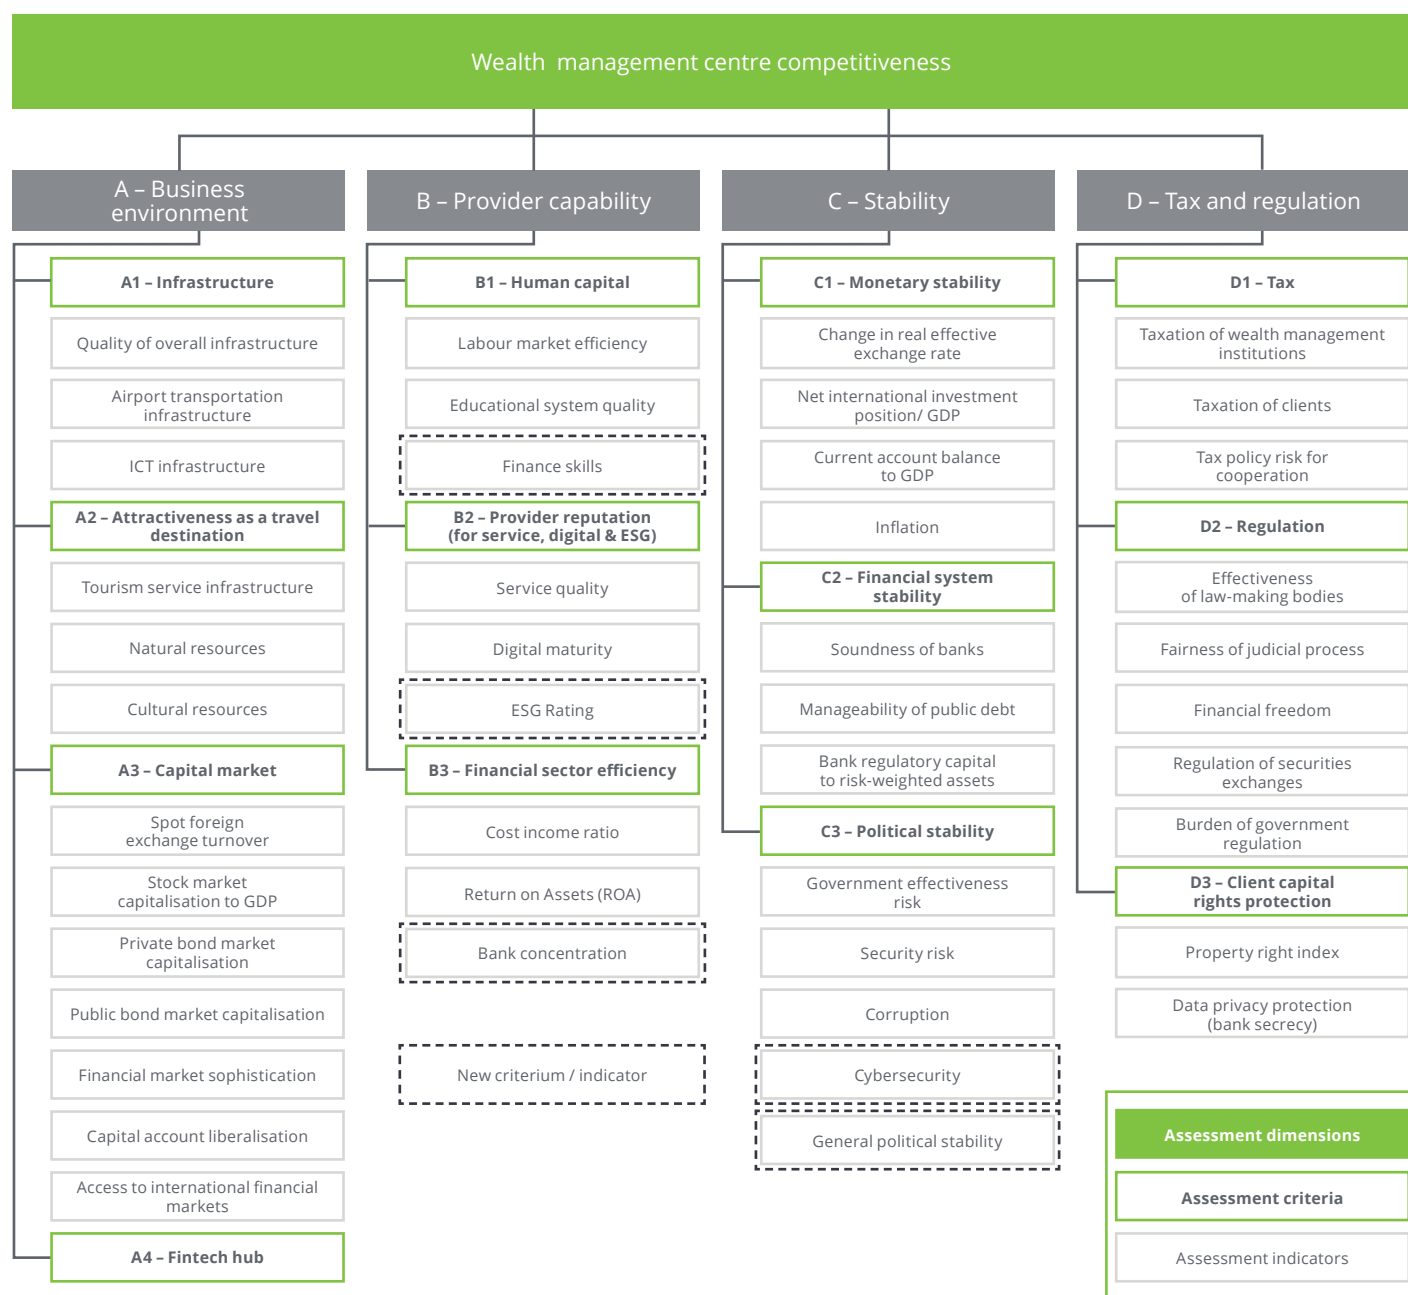 Wealth management centre competitiveness
A – Business
environment
A1 – Infrastructure
Quality of overall infrastructure
Airport transportation
infrastructure
ICT infrastructure
A2 – Attractiveness as a travel
destination
Tourism service infrastructure
Natural resources
Cultural resources
A3 – Capital market
Spot foreign
exchange turnover
Stock market
capitalisation to GDP
Private bond market
capitalisation
Public bond market capitalisation
Financial market sophistication
Capital account liberalisation
Access to international financial
markets
A4 – Fintech hub
B – Provider capability
B1 – Human capital
Labour market efficiency
Educational system quality
Finance skills
B2 – Provider reputation
(for service, digital & ESG)
Service quality
Digital maturity
ESG Rating
B3 – Financial sector efficiency
Cost income ratio
Return on Assets (ROA)
Bank concentration
New criterium / indicator
C – Stability
C1 – Monetary stability
Change in real effective
exchange rate
Net international investment
position/ GDP
Current account balance
to GDP
Inflation
C2 – Financial system
stability
Soundness of banks
Manageability of public debt
Bank regulatory capital
to risk-weighted assets
C3 – Political stability
Government effectiveness
risk
Security risk
Corruption
Cybersecurity
General political stability
D – Tax and regulation
D1 – Tax
Taxation of wealth management
institutions
Taxation of clients
Tax policy risk for
cooperation
D2 – Regulation
Effectiveness
of law-making bodies
Fairness of judicial process
Financial freedom
Regulation of securities
exchanges
Burden of government
regulation
D3 – Client capital
rights protection
Property right index
Data privacy protection
(bank secrecy)
Assessment dimensions
Assessment criteria
Assessment indicators